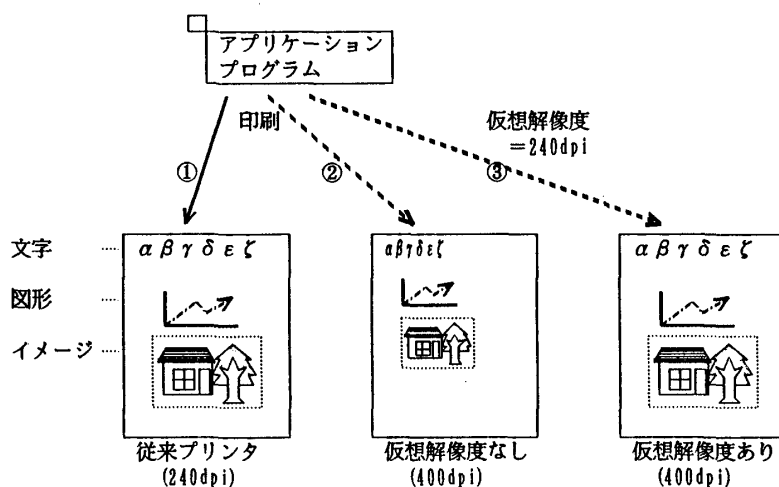 アプリケーション
プログラム
印刷
仮想解像度
=240dpi
①
②
③
文字
図形
イメージ
αβγδεζ
αβγδεζ
αβγδεζ
従来プリンタ
(240dpi)
仮想解像度なし
(400dpi)
仮想解像度あり
(400dpi)